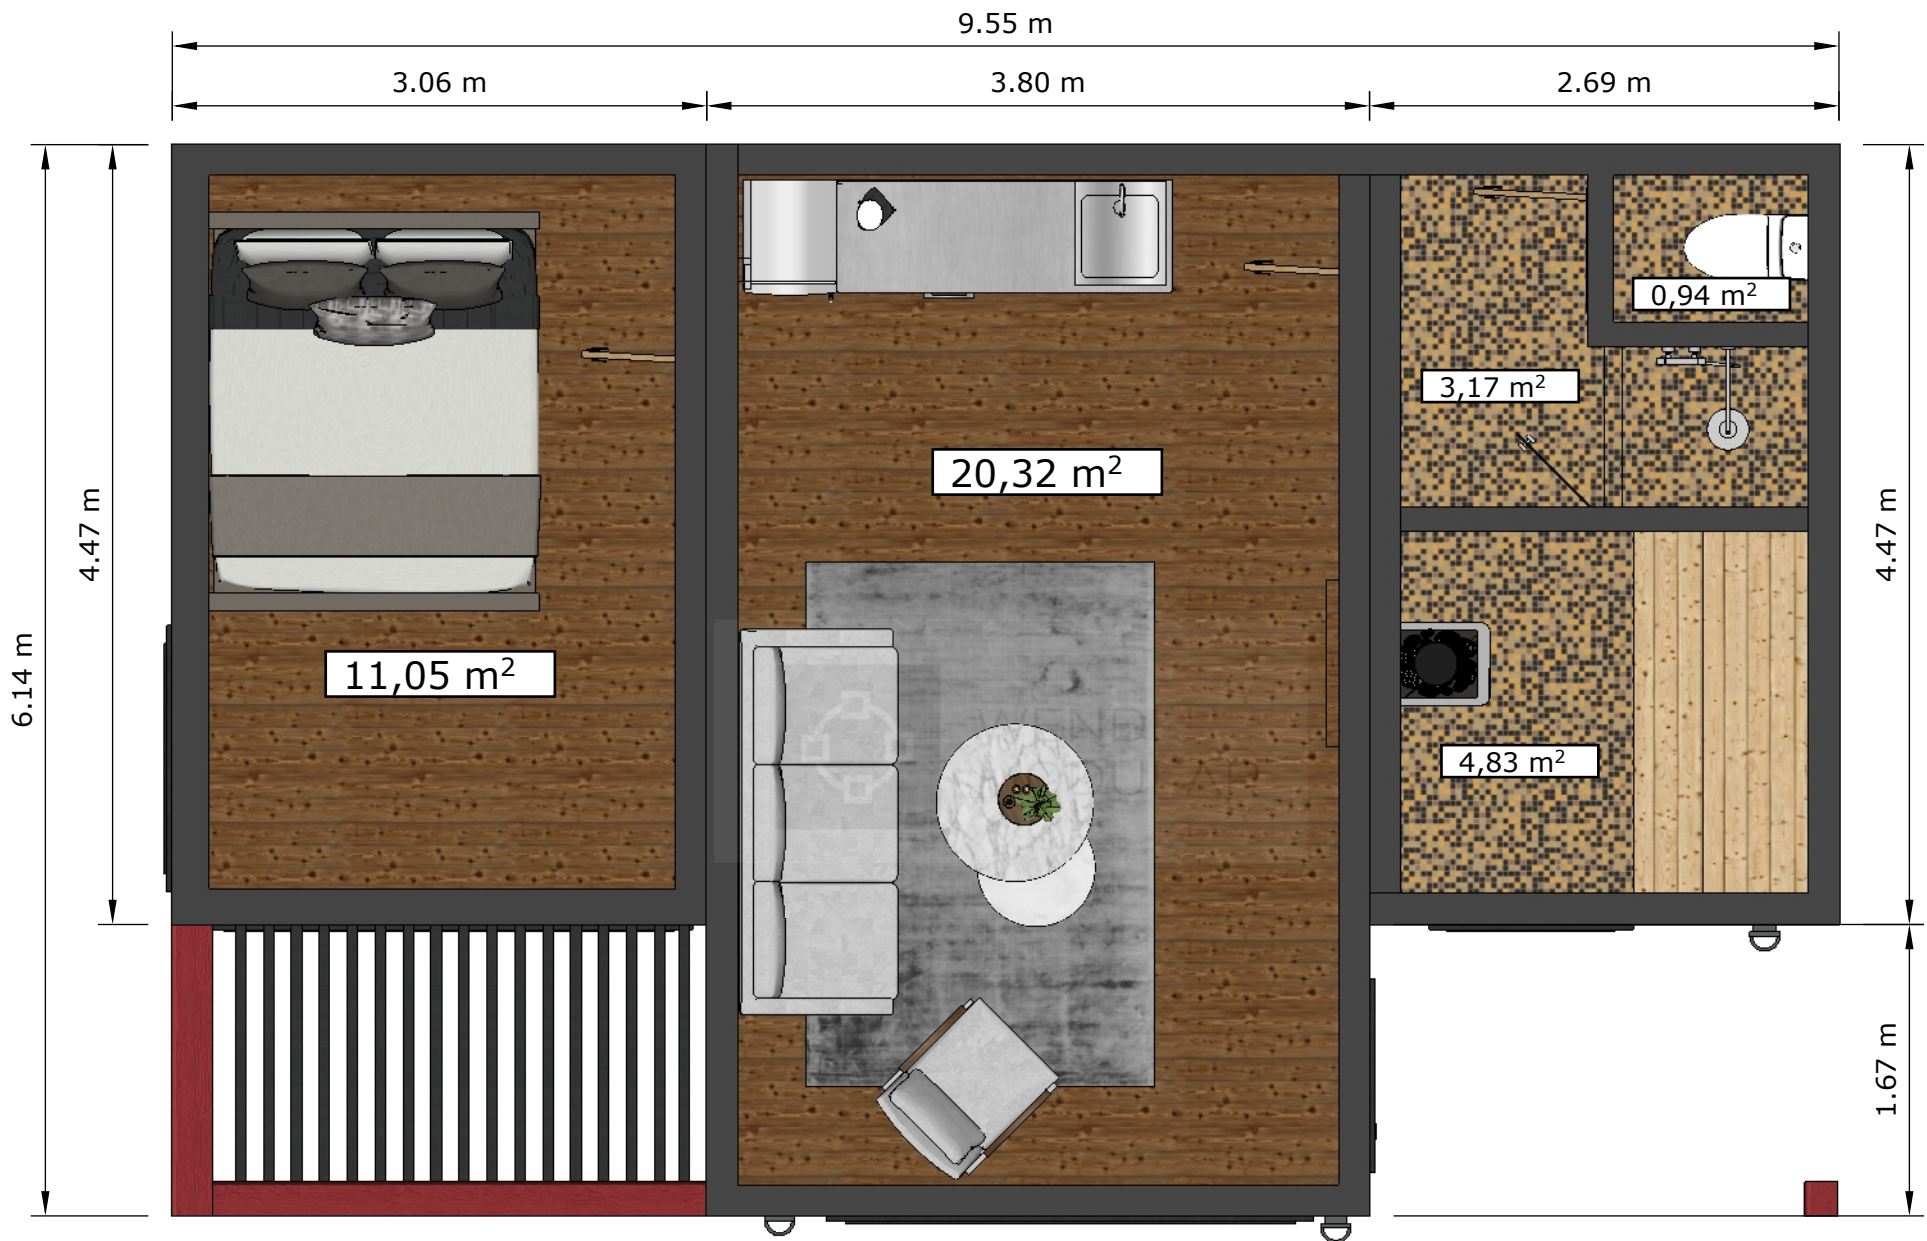 9.55 m
3.06 m
3.80 m
2.69 m
0,94 m²
3,17 m²
20,32 m²
4.47 m
4.47 m
11,05 m²
6.14 m
4,83 m²
1.67 m